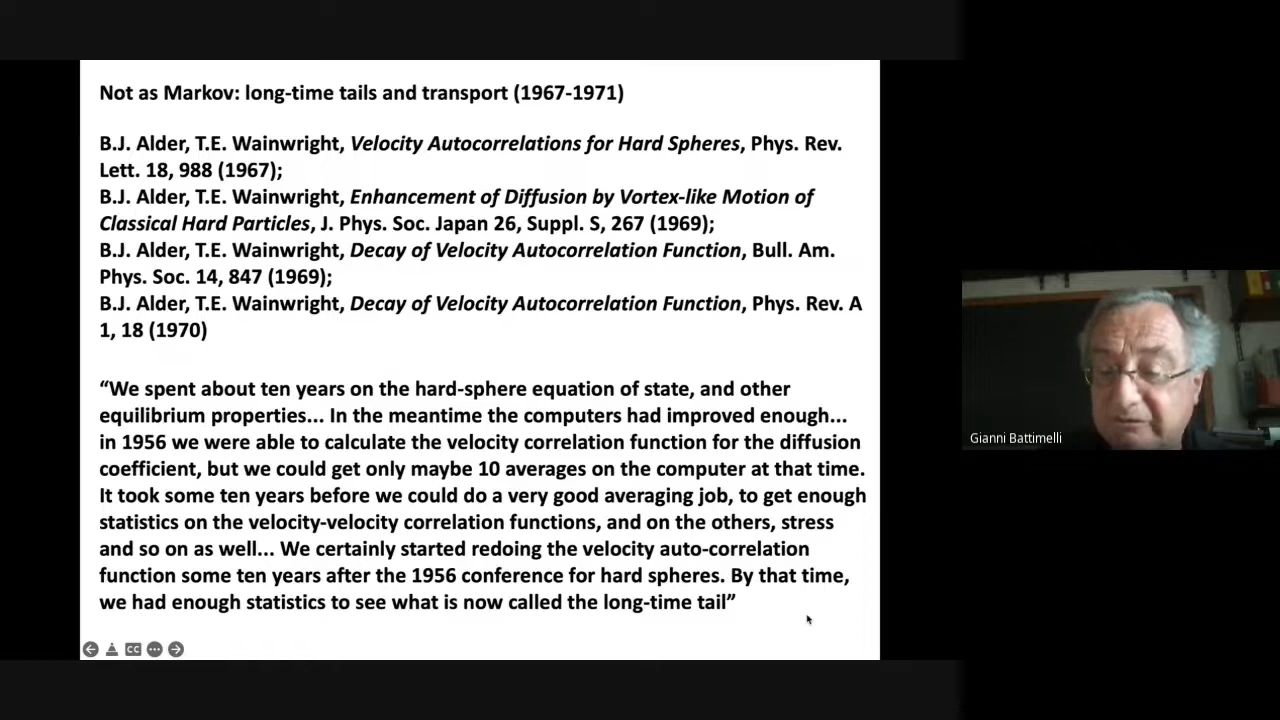 Not as Markov: long-time tails and transport (1967-1971)
B.J. Alder, T.E. Wainwright, Velocity Autocorrelations for Hard Spheres, Phys. Rev.
Lett. 18, 988 (1967);
B.J. Alder, T.E. Wainwright, Enhancement of Diffusion by Vortex-like Motion of
Classical Hard Particles, J. Phys. Soc. Japan 26, Suppl. S, 267 (1969);
B.J. Alder, T.E. Wainwright, Decay of Velocity Autocorrelation Function, Bull. Am.
Phys. Soc. 14, 847 (1969);
B.J. Alder, T.E. Wainwright, Decay of Velocity Autocorrelation Function, Phys. Rev. A
1, 18 (1970)
“We spent about ten years on the hard-sphere equation of state, and other
equilibrium properties... In the meantime the computers had improved enough...
in 1956 we were able to calculate the velocity correlation function for the diffusion
coefficient, but we could get only maybe 10 averages on the computer at that time.
It took some ten years before we could do a very good averaging job, to get enough
statistics on the velocity-velocity correlation functions, and on the others, stress
and so on as well... We certainly started redoing the velocity auto-correlation
function some ten years after the 1956 conference for hard spheres. By that time,
we had enough statistics to see what is now called the long-time tail”
CC
Gianni Battimelli